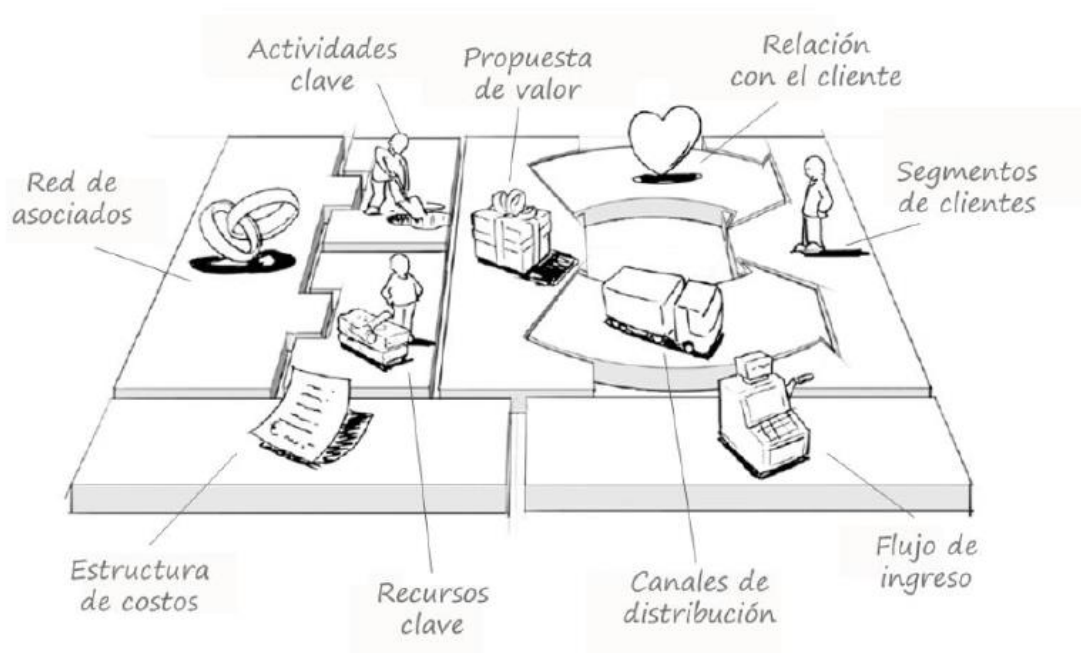 Actividades
clave
Propuesta
de valor
Relación
con el cliente
Red de
asociados
Segmentos
de clientes
Estructura
de costos
Recursos
clave
Canales de
distribución
Flujo de
ingreso